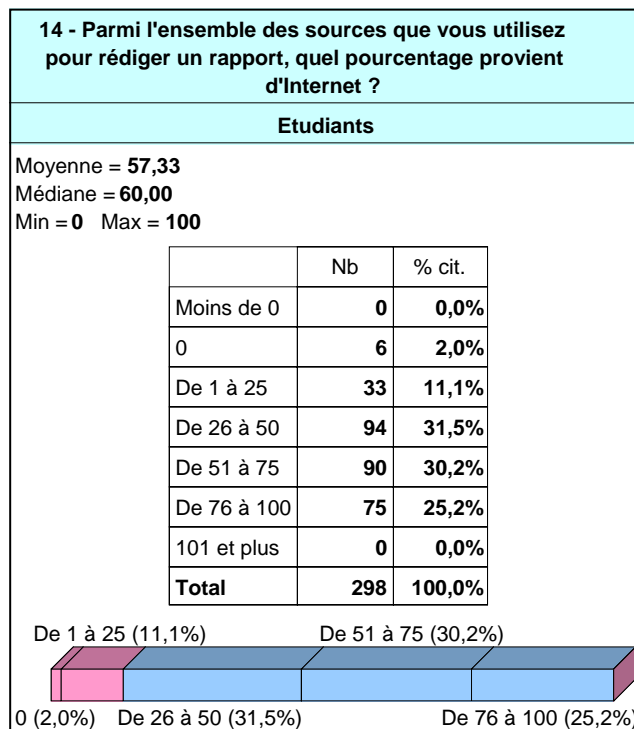 14 - Parmi l'ensemble des sources que vous utilisez
pour rédiger un rapport, quel pourcentage provient
d'Internet ?
Etudiants
Moyenne = 57,33
Médiane = 60,00
Min = 0 Max = 100
Nb % cit.
Moins de 0 0 0,0%
0 6 2,0%
De 1 à 25 33 11,1%
De 26 à 50 94 31,5%
De 51 à 75 90 30,2%
De 76 à 100 75 25,2%
101 et plus 0 0,0%
Total 298 100,0%
De 1 à 25 (11,1%) De 51 à 75 (30,2%)
0 (2,0%) De 26 à 50 (31,5%) De 76 à 100 (25,2%)